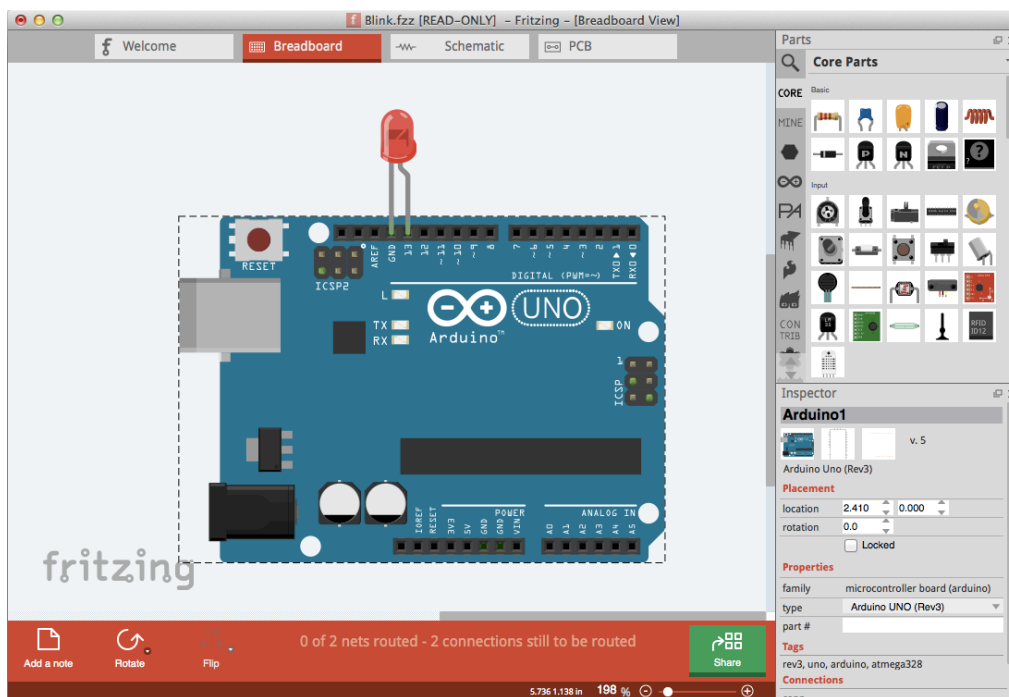 Blink.fzz [READ-ONLY] - Fritzing - [Breadboard View]
Welcome
Breadboard
Schematic
PCB
Parts
Core Parts
CORE
Basic
MINE
Input
PA
CON
TRIB
RFID
ID12
RESET
ICSP2
AREF
GND
13
12
~11
~10
~9
8
7
~6
~5
4
~3
2
TX0▶1
RX0◀0
DIGITAL (PWM=~)
L
TX
RX
UNO
Arduino™
ON
1
ICSP
POWER
ANALOG IN
IOREF
RESET
3V3
5V
GND
GND
VIN
A0
A1
A2
A3
A4
A5
fritzing
Inspector
Arduino1
v. 5
Arduino Uno (Rev3)
Placement
location 2.410 0.000
rotation 0.0
Locked
Properties
family microcontroller board (arduino)
type Arduino UNO (Rev3)
part #
Tags
rev3, uno, arduino, atmega328
Connections
Add a note
Rotate
Flip
0 of 2 nets routed - 2 connections still to be routed
Share
5.736 1.138 in 198 %